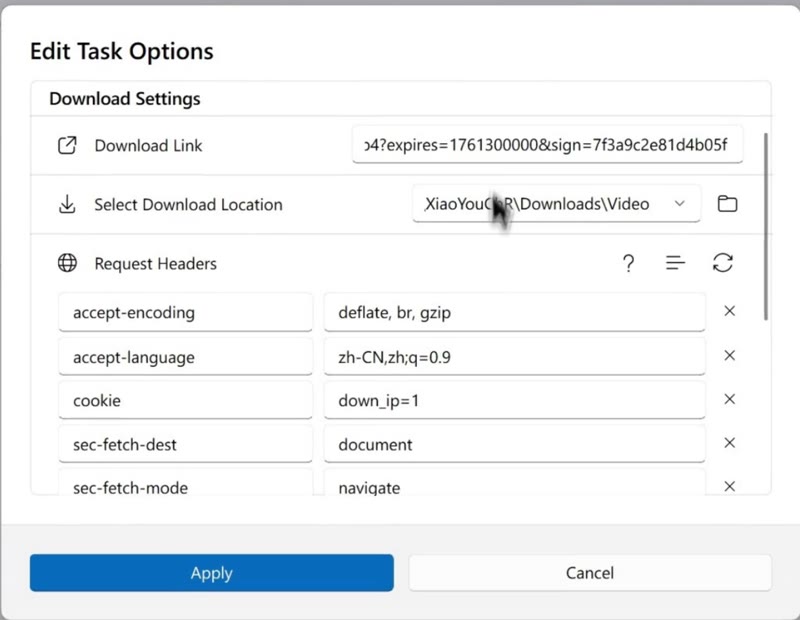 Edit Task Options
Download Settings
Download Link
4?expires=1761300000&sign=7f3a9c2e81d4b05f
Select Download Location
\Downloads\Video
Request Headers
?
accept-encoding deflate, br, gzip
accept-language zh-CN,zh;q=0.9
cookie down_ip=1
sec-fetch-dest document
sec-fetch-mode navigate
Apply Cancel